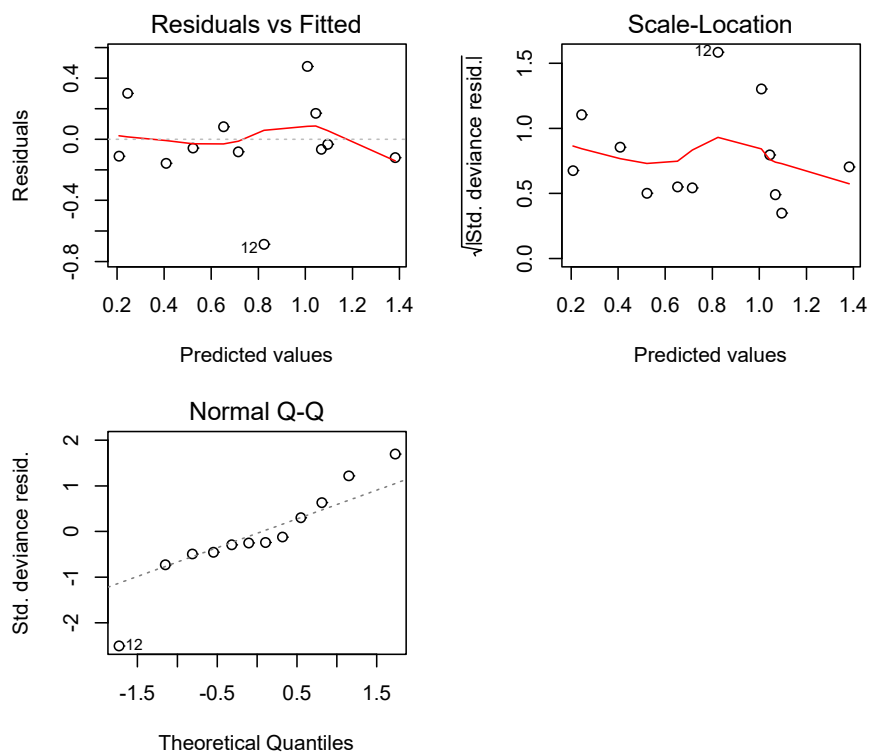 Residuals vs Fitted
Residuals
0.4
0.0
-0.4
-0.8
12
0.2 0.4 0.6 0.8 1.0 1.2 1.4
Predicted values
Scale-Location
√|Std. deviance resid.|
1.5
1.0
0.5
0.0
12
0.2 0.4 0.6 0.8 1.0 1.2 1.4
Predicted values
Normal Q-Q
Std. deviance resid.
2
1
0
-1
-2
12
-1.5 -0.5 0.5 1.5
Theoretical Quantiles